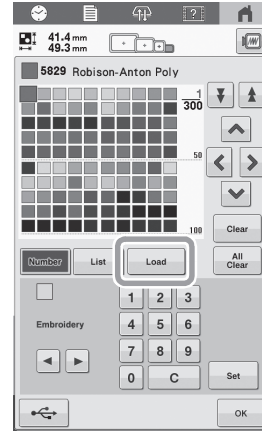 41.4 mm
49.3 mm
5829 Robison-Anton Poly
1
300
50
100
Clear
Number
List
Load
All
Clear
1 2 3
Embroidery
4 5 6
7 8 9
0 C
Set
OK